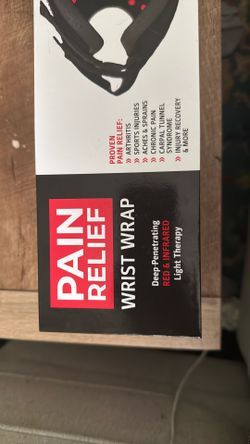 PROVEN
PAIN RELIEF:
» ARTHRITIS
» SPORTS INJURIES
» ACHES & SPRAINS
» CHRONIC PAIN
» CARPAL TUNNEL
SYNDROME
» INJURY RECOVERY
& MORE
PAIN
RELIEF
WRIST WRAP
Deep-Penetrating
RED & INFRARED
Light Therapy